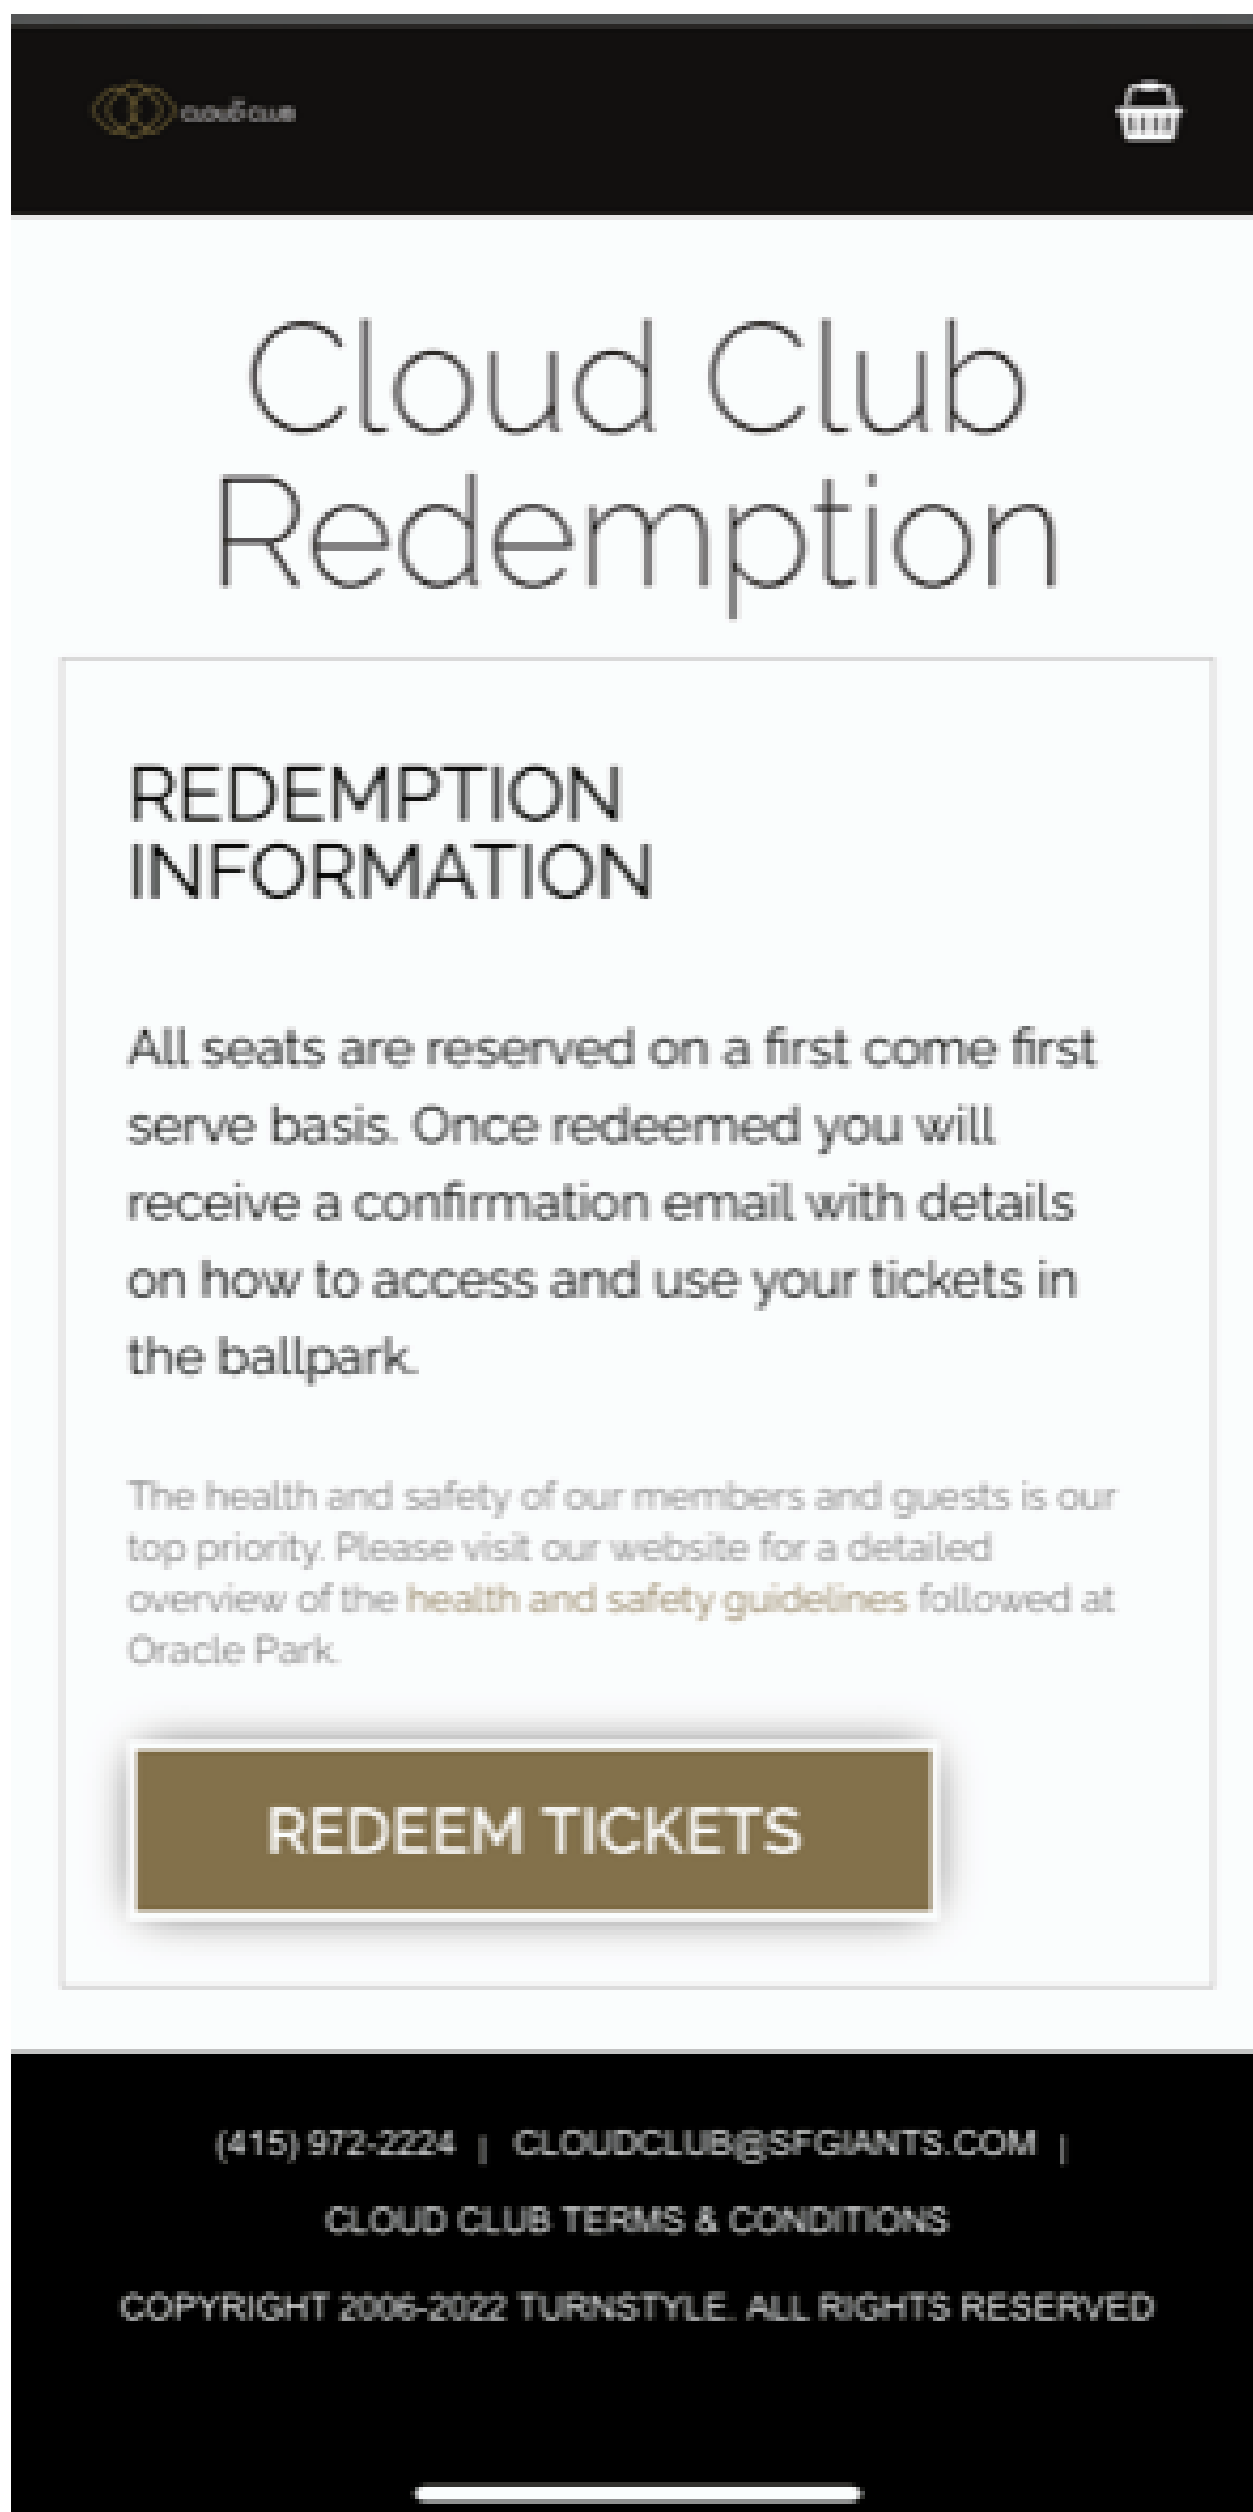 CLOUD CLUB
Cloud Club
Redemption
REDEMPTION
INFORMATION
All seats are reserved on a first come first
serve basis. Once redeemed you will
receive a confirmation email with details
on how to access and use your tickets in
the ballpark.
The health and safety of our members and guests is our
top priority. Please visit our website for a detailed
overview of the health and safety guidelines followed at
Oracle Park.
REDEEM TICKETS
(415) 972-2224 | CLOUDCLUB@SFGIANTS.COM |
CLOUD CLUB TERMS & CONDITIONS
COPYRIGHT 2006-2022 TURNSTYLE. ALL RIGHTS RESERVED